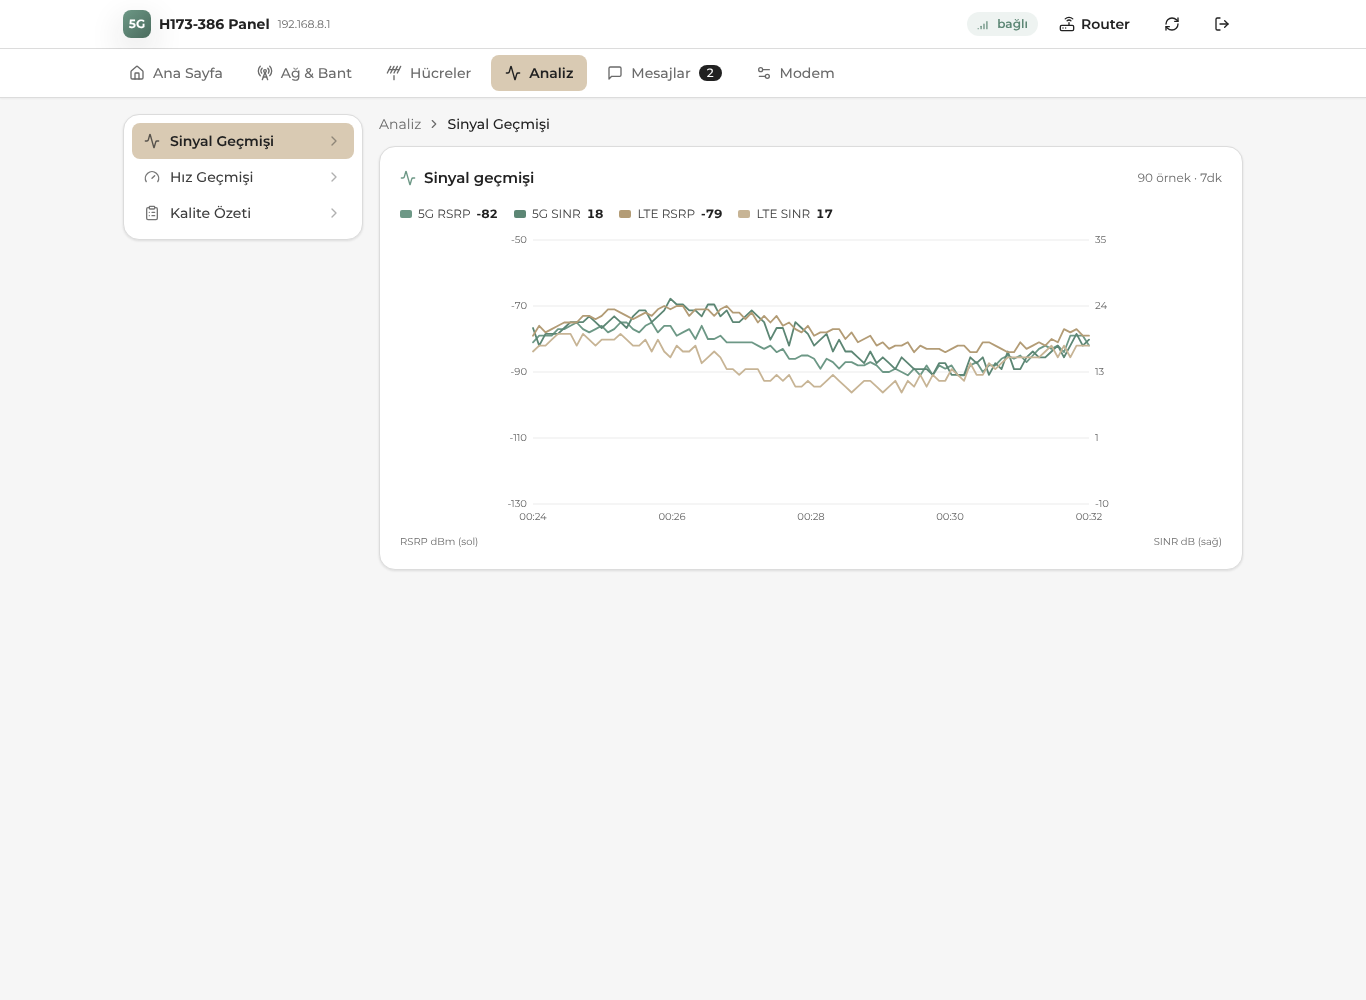 5G H173-386 Panel 192.168.8.1 bağlı Router
Ana Sayfa Ağ & Bant Hücreler Analiz Mesajlar 2 Modem
Sinyal Geçmişi
Hız Geçmişi
Kalite Özeti
Analiz Sinyal Geçmişi
Sinyal geçmişi 90 örnek · 7dk
5G RSRP -82 5G SINR 18 LTE RSRP -79 LTE SINR 17
-50 35
-70 24
-90 13
-110 1
-130 -10
00:24 00:26 00:28 00:30 00:32
RSRP dBm (sol) SINR dB (sağ)